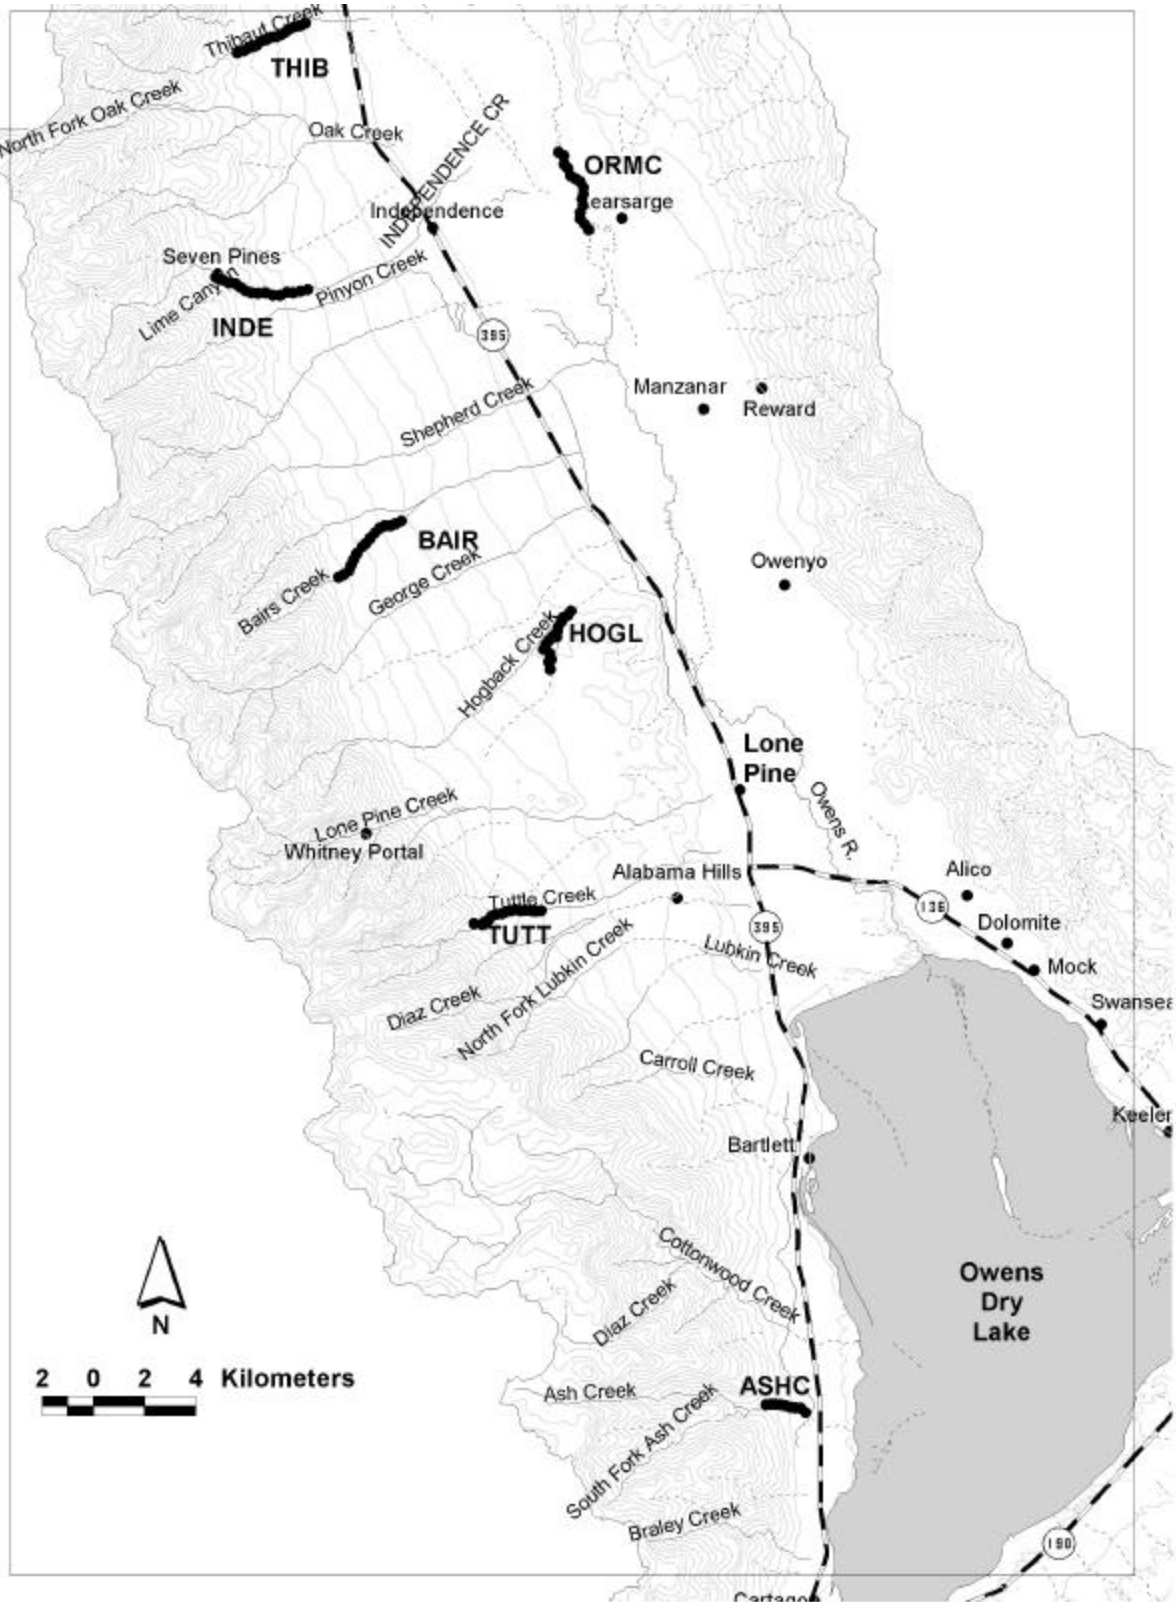 Thibaut Creek
THIB
North Fork Oak Creek
Oak Creek
INDEPENDENCE CR
ORMC
earsarge
Independence
Seven Pines
Lime Canyon
Pinyon Creek
INDE
395
Shepherd Creek
Manzanar
Reward
BAIR
Bairs Creek
George Creek
Owenyo
HOGL
Hogback Creek
Lone
Pine
Owens R.
Lone Pine Creek
Whitney Portal
Alabama Hills
Alico
Tuttle Creek
136
TUTT
395
Dolomite
Lubkin Creek
Mock
Diaz Creek
North Fork Lubkin Creek
Swansea
Carroll Creek
Keeler
Bartlett
Cottonwood Creek
Owens
Dry
Lake
Diaz Creek
N
2 0 2 4 Kilometers
Ash Creek
ASHC
South Fork Ash Creek
Braley Creek
190
Cartago